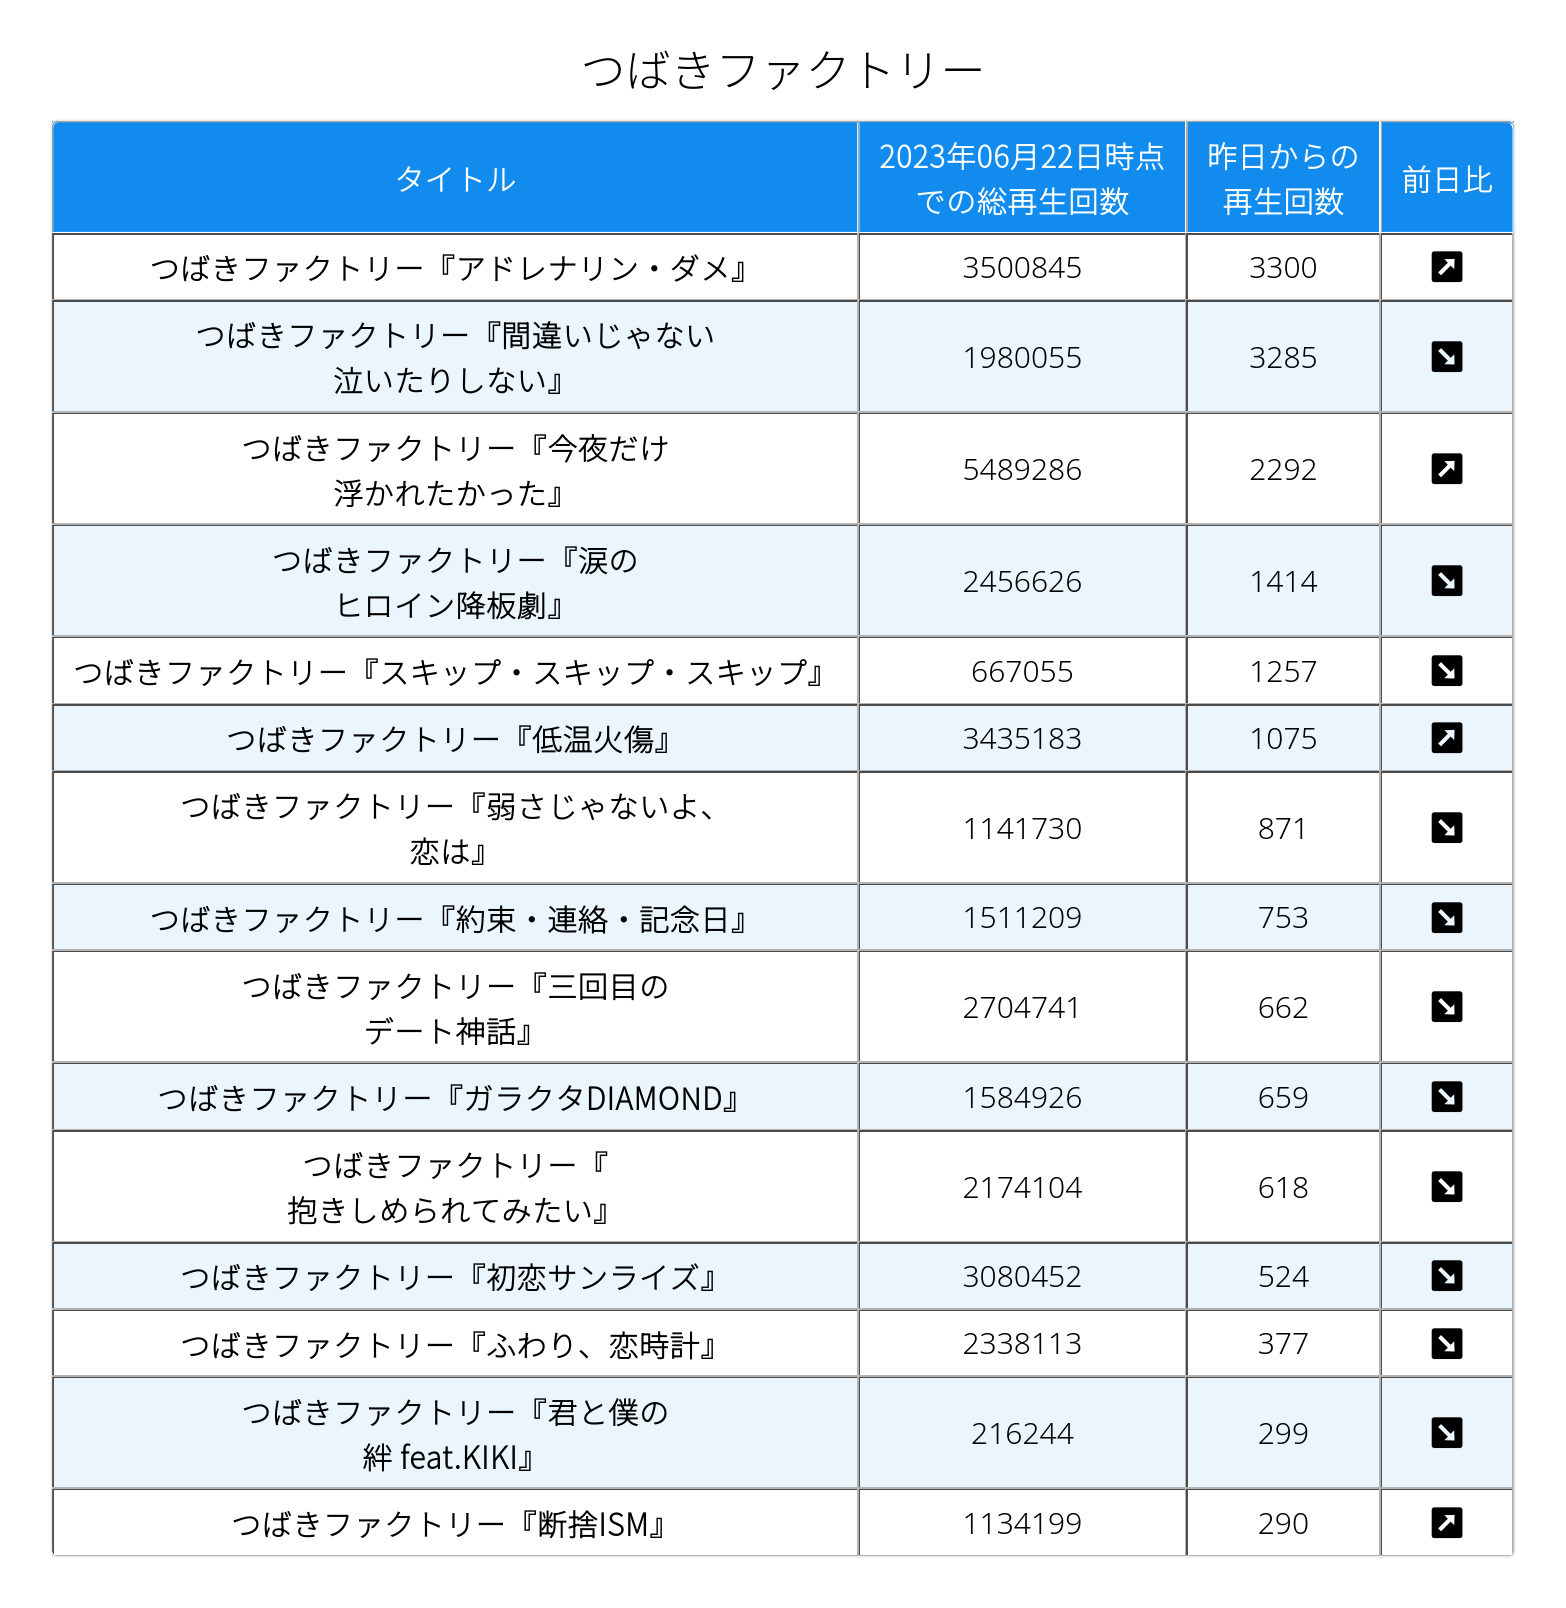 つばきファクトリー
タイトル
2023年06月22日時点
での総再生回数
昨日からの
再生回数
前日比
つばきファクトリー『アドレナリン・ダメ』 3500845 3300
つばきファクトリー『間違いじゃない
泣いたりしない』 1980055 3285
つばきファクトリー『今夜だけ
浮かれたかった』 5489286 2292
つばきファクトリー『涙の
ヒロイン降板劇』 2456626 1414
つばきファクトリー『スキップ・スキップ・スキップ』 667055 1257
つばきファクトリー『低温火傷』 3435183 1075
つばきファクトリー『弱さじゃないよ、
恋は』 1141730 871
つばきファクトリー『約束・連絡・記念日』 1511209 753
つばきファクトリー『三回目の
デート神話』 2704741 662
つばきファクトリー『ガラクタDIAMOND』 1584926 659
つばきファクトリー『
抱きしめられてみたい』 2174104 618
つばきファクトリー『初恋サンライズ』 3080452 524
つばきファクトリー『ふわり、恋時計』 2338113 377
つばきファクトリー『君と僕の
絆 feat.KIKI』 216244 299
つばきファクトリー『断捨ISM』 1134199 290